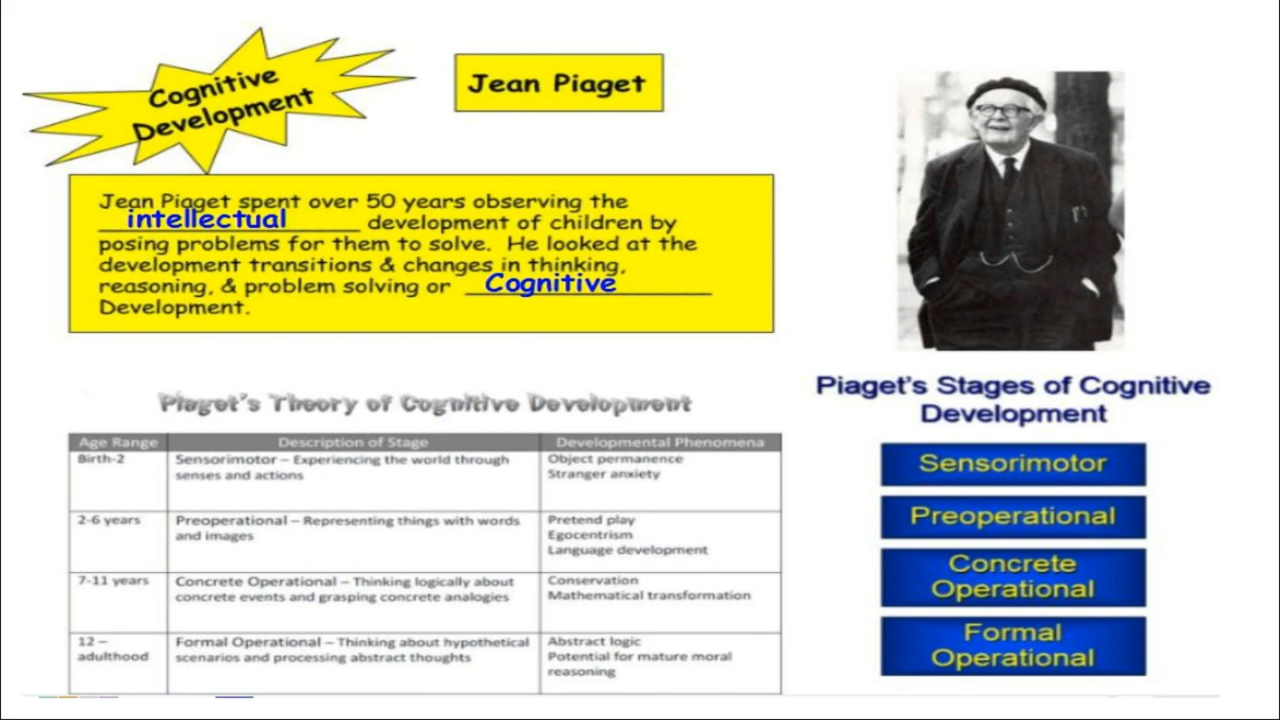 Cognitive
Development
Jean Piaget
Jean Piaget spent over 50 years observing the
intellectual development of children by
posing problems for them to solve. He looked at the
development transitions & changes in thinking,
reasoning, & problem solving or Cognitive
Development.
Piaget's Theory of Cognitive Development
Age Range Description of Stage Developmental Phenomena
Birth-2 Sensorimotor – Experiencing the world through Object permanence
senses and actions Stranger anxiety
2-6 years Preoperational – Representing things with words Pretend play
and images Egocentrism
Language development
7-11 years Concrete Operational – Thinking logically about Conservation
concrete events and grasping concrete analogies Mathematical transformation
12 – Formal Operational – Thinking about hypothetical Abstract logic
adulthood scenarios and processing abstract thoughts Potential for mature moral
reasoning
Piaget's Stages of Cognitive
Development
Sensorimotor
Preoperational
Concrete
Operational
Formal
Operational